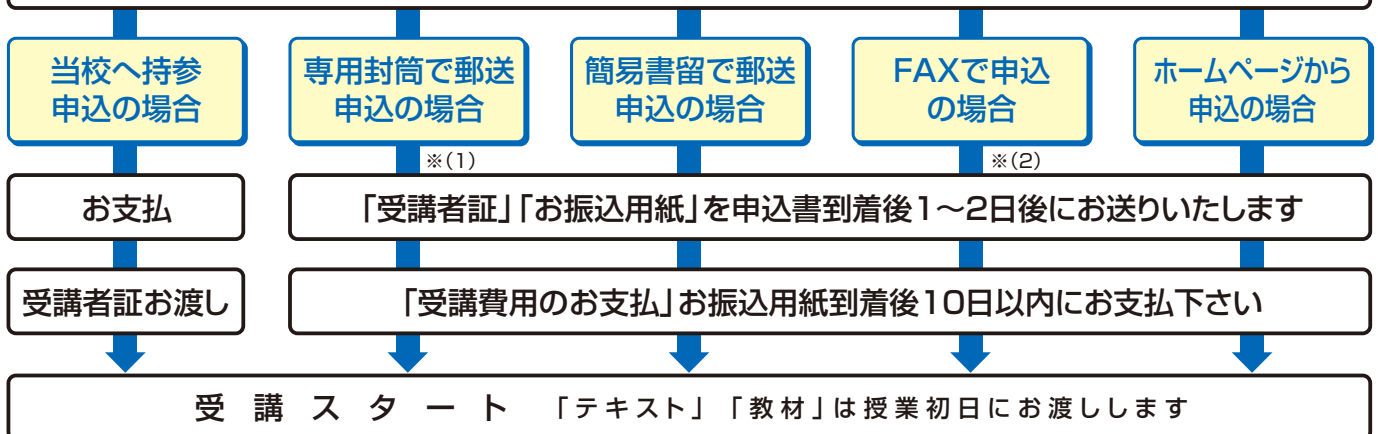 当校へ持参
申込の場合
専用封筒で郵送
申込の場合
簡易書留で郵送
申込の場合
FAXで申込
の場合
ホームページから
申込の場合
※(1)
※(2)
お支払
「受講者証」「お振込用紙」を申込書到着後1〜2日後にお送りいたします
受講者証お渡し
「受講費用のお支払」お振込用紙到着後10日以内にお支払下さい
受講スタート 「テキスト」「教材」は授業初日にお渡しします